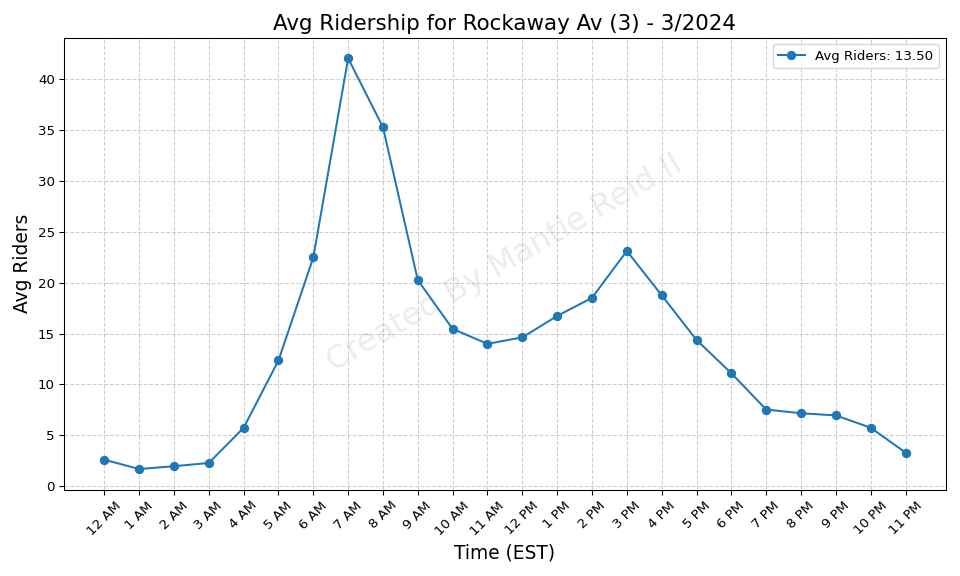 Avg Ridership for Rockaway Av (3) - 3/2024
Avg Riders: 13.50
Avg Riders
40
35
30
25
20
15
10
5
0
Created By Mantle Reid II
12 AM
1 AM
2 AM
3 AM
4 AM
5 AM
6 AM
7 AM
8 AM
9 AM
10 AM
11 AM
12 PM
1 PM
2 PM
3 PM
4 PM
5 PM
6 PM
7 PM
8 PM
9 PM
10 PM
11 PM
Time (EST)